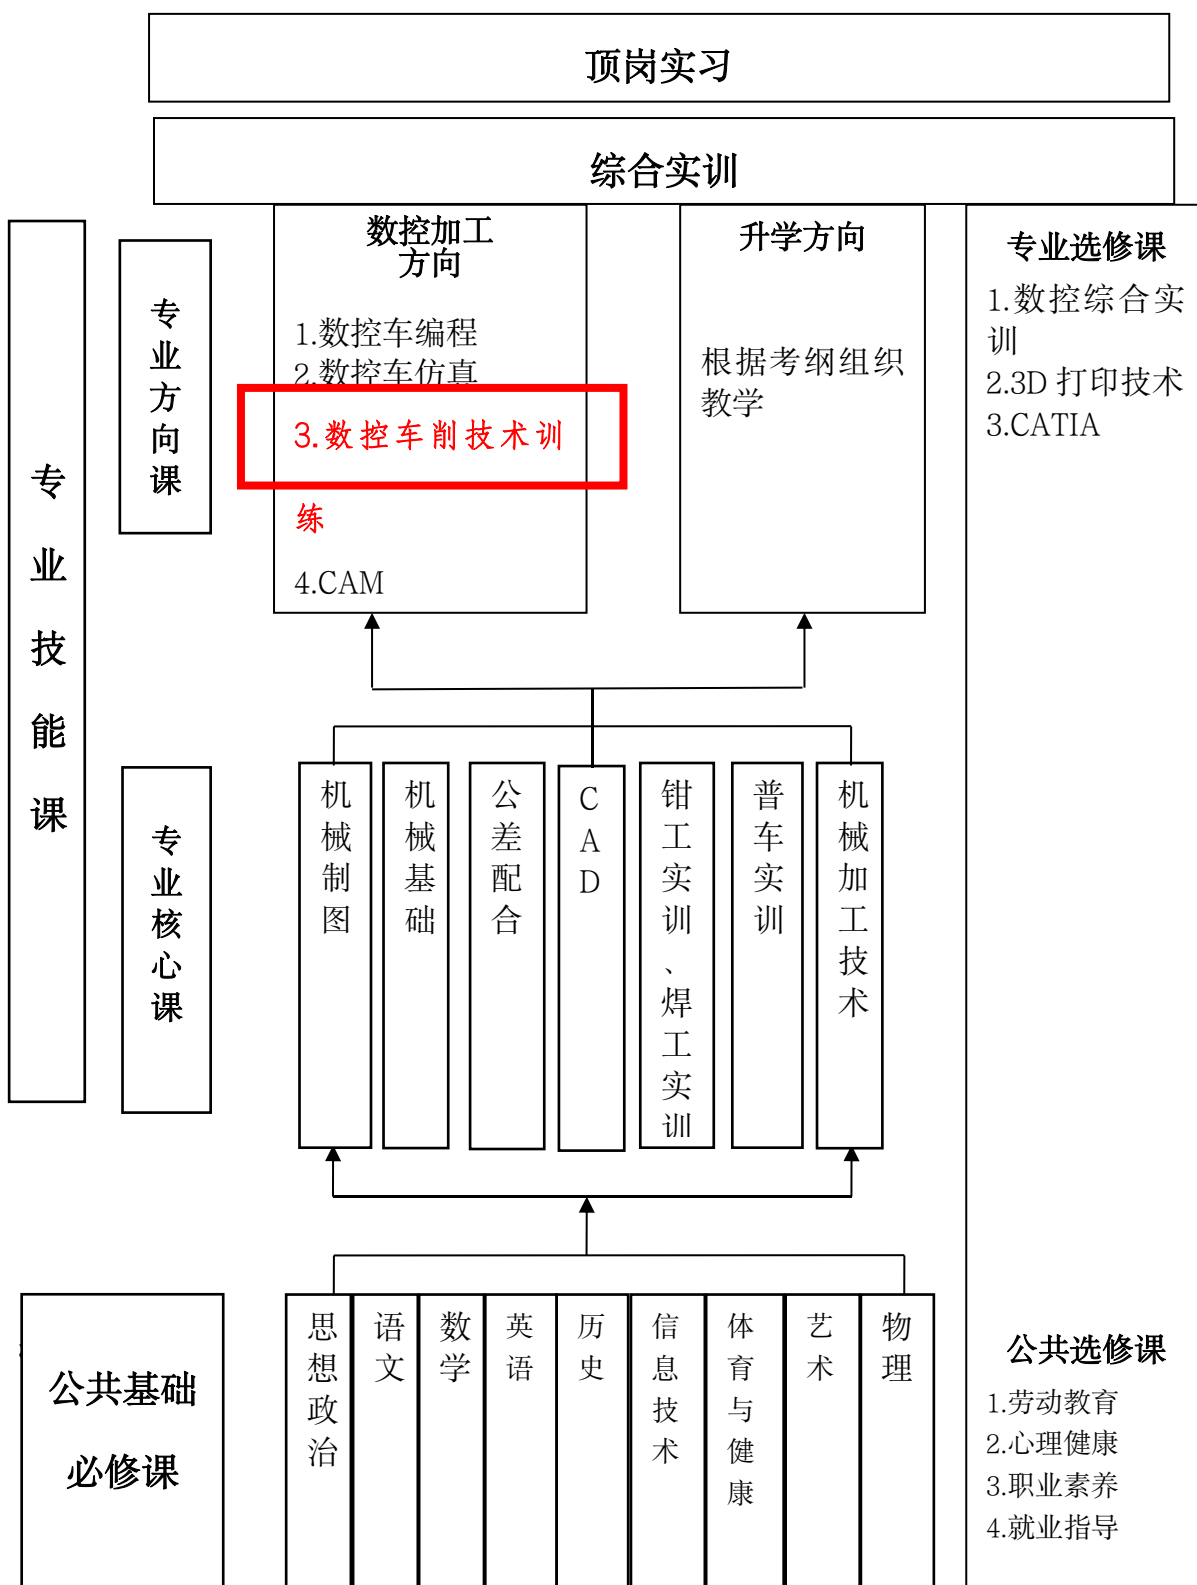 顶岗实习
综合实训
专业技能课
专业方向课
数控加工
方向
1.数控车编程
2.数控车仿真
3.数控车削技术训
练
4.CAM
升学方向
根据考纲组织
教学
专业选修课
1.数控综合实
训
2.3D 打印技术
3.CATIA
专业核心课
机械制图
机械基础
公差配合
CAD
钳工实训、焊工实训
普车实训
机械加工技术
公共基础
必修课
思想政治
语文
数学
英语
历史
信息技术
体育与健康
艺术
物理
公共选修课
1.劳动教育
2.心理健康
3.职业素养
4.就业指导